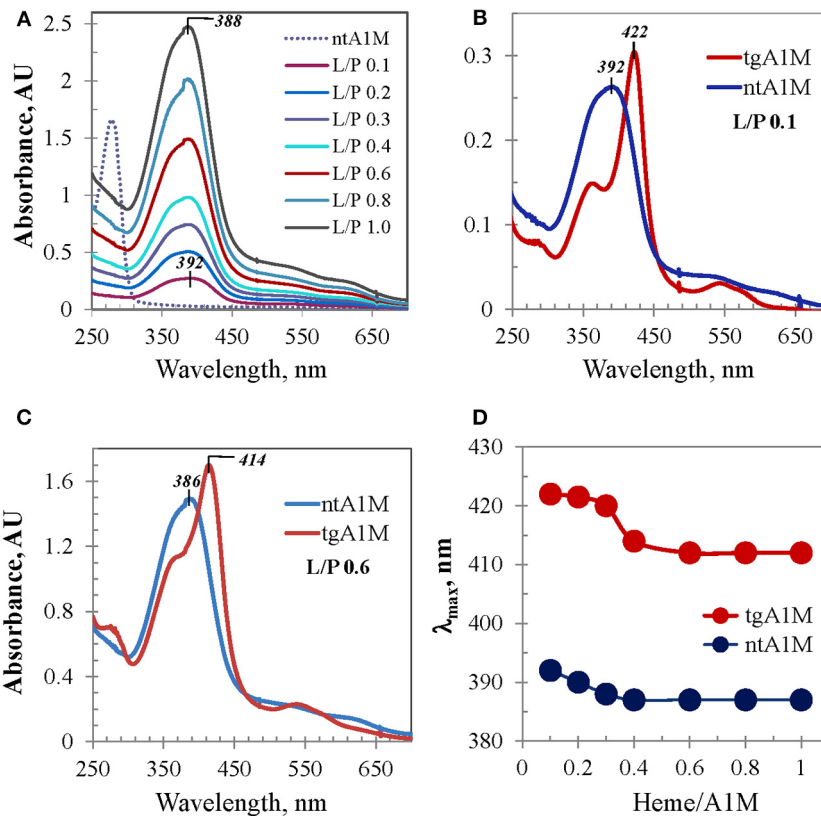 A
Absorbance, AU
2.5
2
1.5
1
0.5
0
388
392
ntA1M
L/P 0.1
L/P 0.2
L/P 0.3
L/P 0.4
L/P 0.6
L/P 0.8
L/P 1.0
250 350 450 550 650
Wavelength, nm
B
Absorbance, AU
0.3
0.2
0.1
0
422
392
tgA1M
ntA1M
L/P 0.1
250 350 450 550 650
Wavelength, nm
C
Absorbance, AU
1.6
1.2
0.8
0.4
0
386
414
ntA1M
tgA1M
L/P 0.6
250 350 450 550 650
Wavelength, nm
D
λmax, nm
430
420
410
400
390
380
tgA1M
ntA1M
0 0.2 0.4 0.6 0.8 1
Heme/A1M